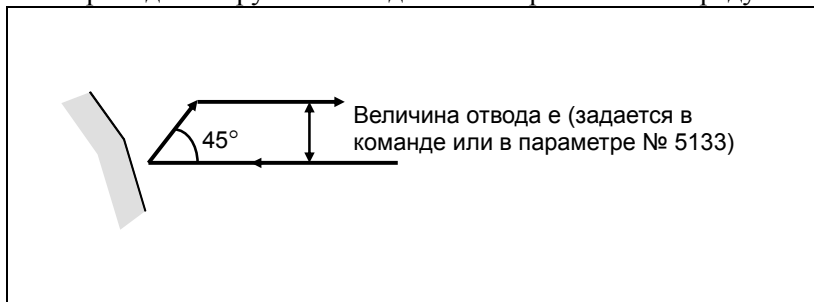 Величина отвода e (задается в
45°
команде или в параметре № 5133)